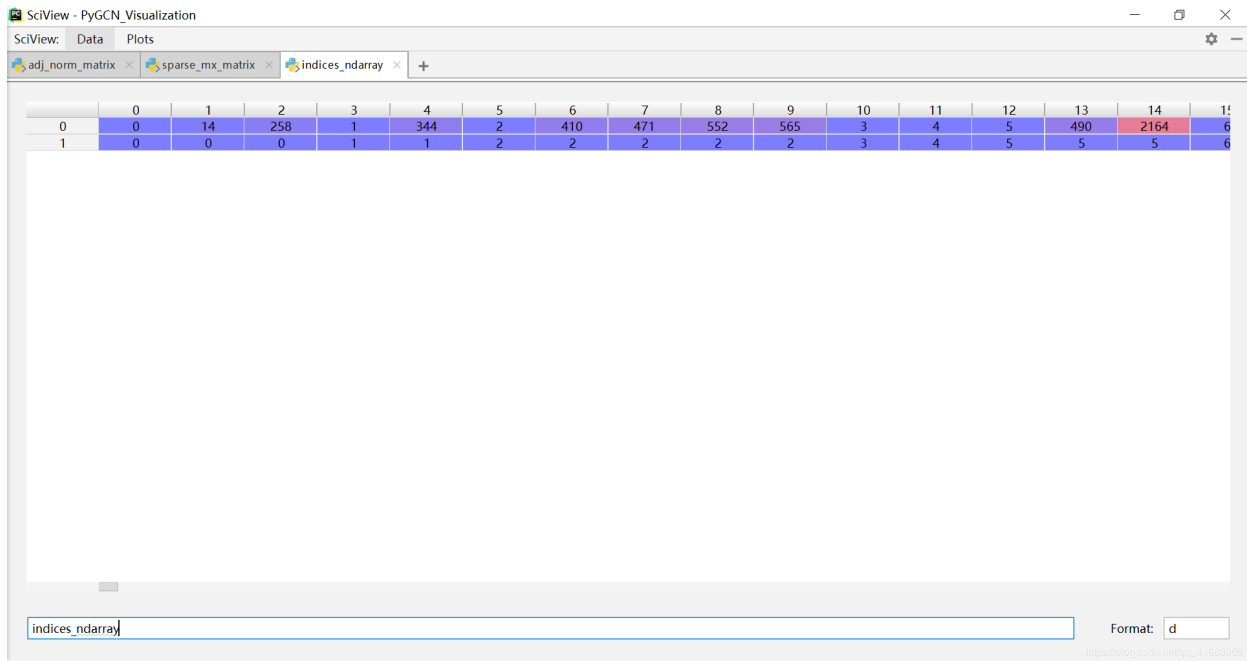 SciView - PyGCN_Visualization
SciView: Data Plots
adj_norm_matrix sparse_mx_matrix indices_ndarray
0 1 2 3 4 5 6 7 8 9 10 11 12 13 14
0 0 14 258 1 344 2 410 471 552 565 3 4 5 490 2164 6
1 0 0 0 1 1 2 2 2 2 2 3 4 5 5 5 6
indices_ndarray Format: d